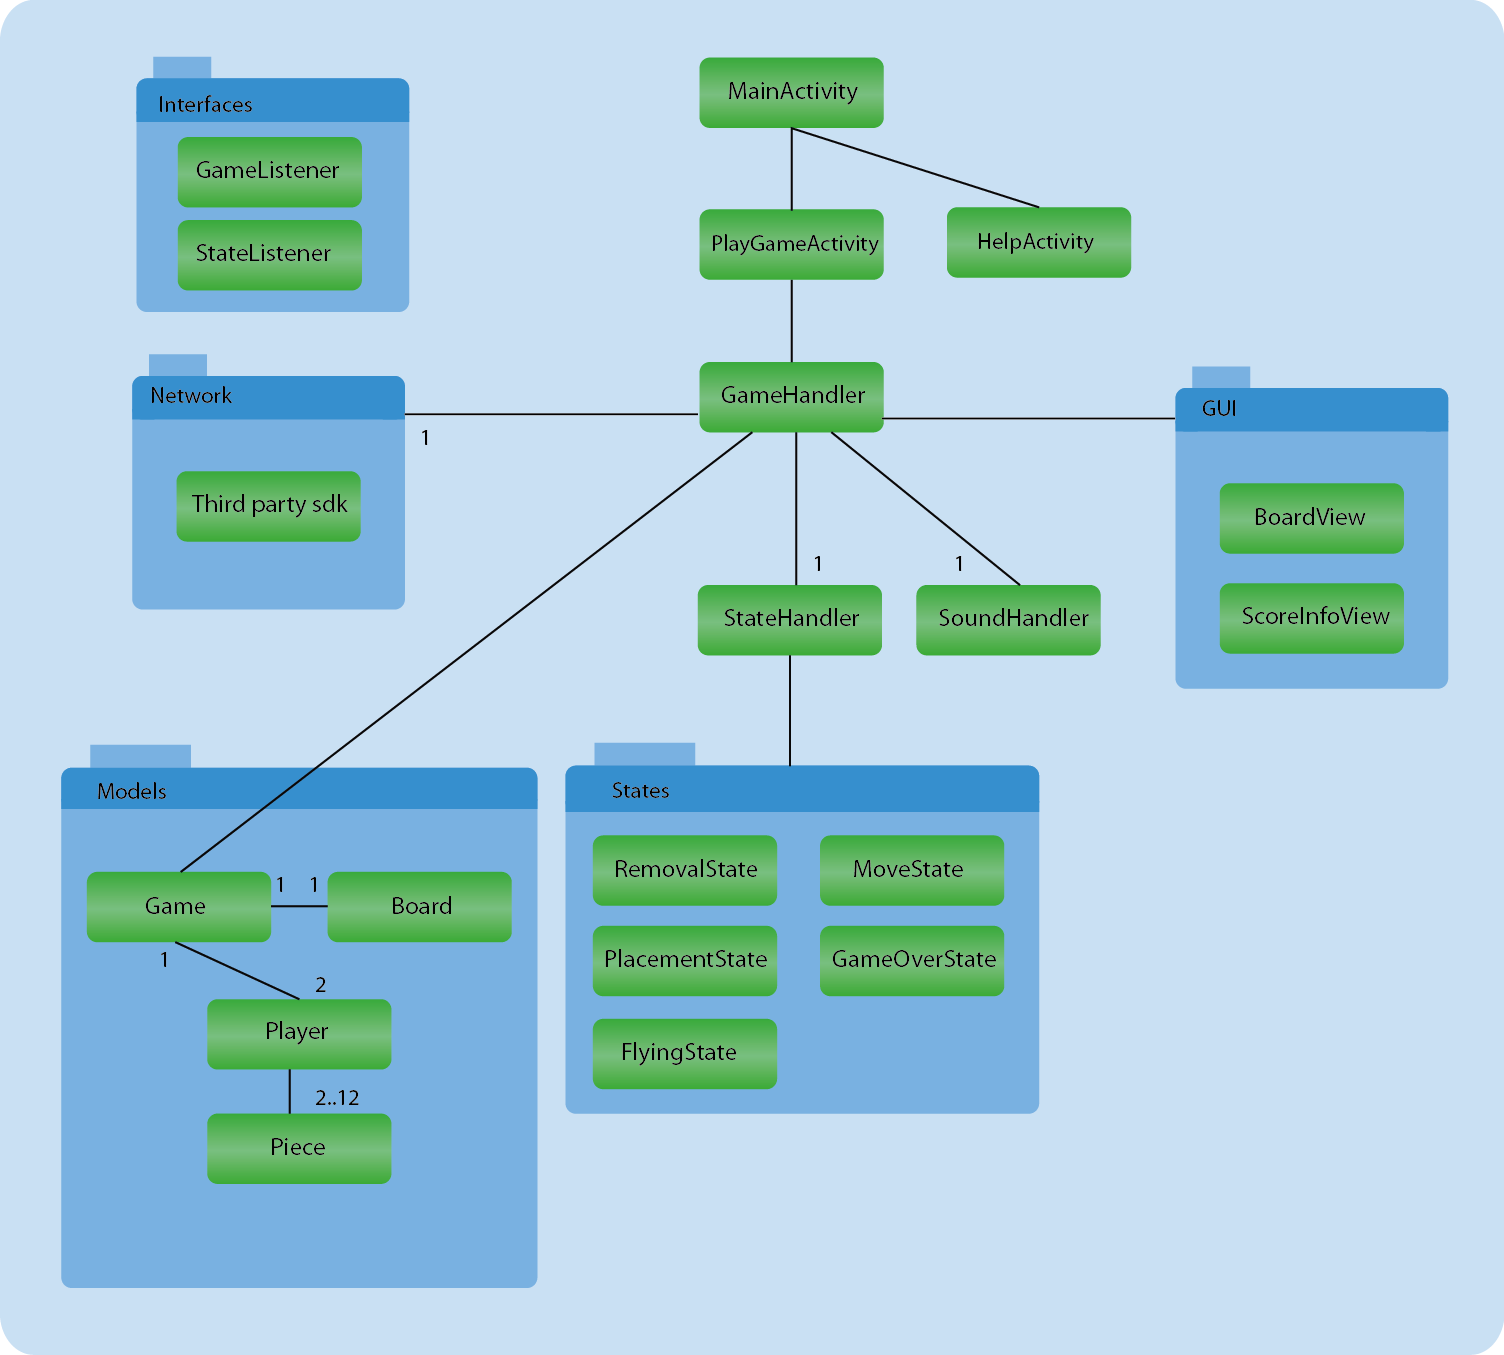 Interfaces
GameListener
StateListener
MainActivity
PlayGameActivity
HelpActivity
Network
1
Third party sdk
GameHandler
GUI
BoardView
ScoreInfoView
1
1
StateHandler
SoundHandler
Models
Game
1
1
Board
1
2
Player
2..12
Piece
States
RemovalState
MoveState
PlacementState
GameOverState
FlyingState